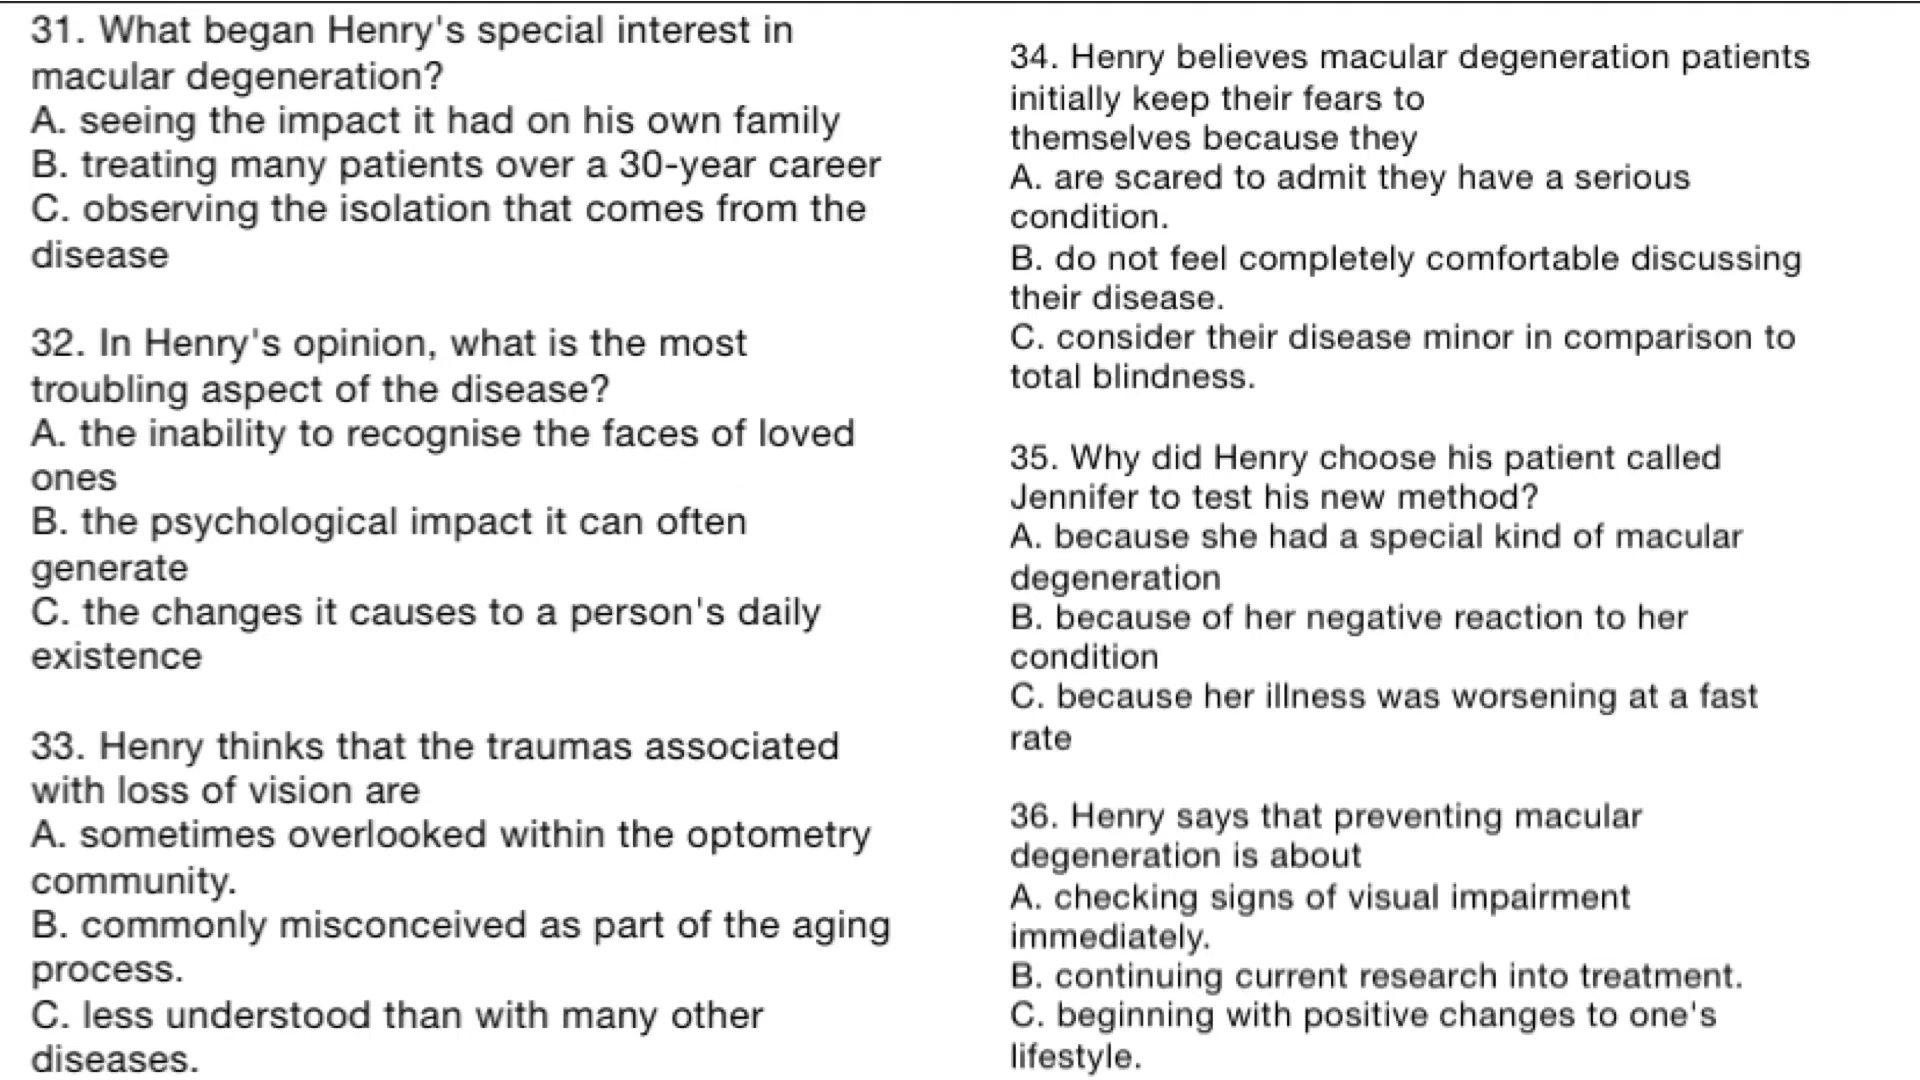 31. What began Henry's special interest in
macular degeneration?
A. seeing the impact it had on his own family
B. treating many patients over a 30-year career
C. observing the isolation that comes from the
disease
32. In Henry's opinion, what is the most
troubling aspect of the disease?
A. the inability to recognise the faces of loved
ones
B. the psychological impact it can often
generate
C. the changes it causes to a person's daily
existence
33. Henry thinks that the traumas associated
with loss of vision are
A. sometimes overlooked within the optometry
community.
B. commonly misconceived as part of the aging
process.
C. less understood than with many other
diseases.
34. Henry believes macular degeneration patients
initially keep their fears to
themselves because they
A. are scared to admit they have a serious
condition.
B. do not feel completely comfortable discussing
their disease.
C. consider their disease minor in comparison to
total blindness.
35. Why did Henry choose his patient called
Jennifer to test his new method?
A. because she had a special kind of macular
degeneration
B. because of her negative reaction to her
condition
C. because her illness was worsening at a fast
rate
36. Henry says that preventing macular
degeneration is about
A. checking signs of visual impairment
immediately.
B. continuing current research into treatment.
C. beginning with positive changes to one's
lifestyle.